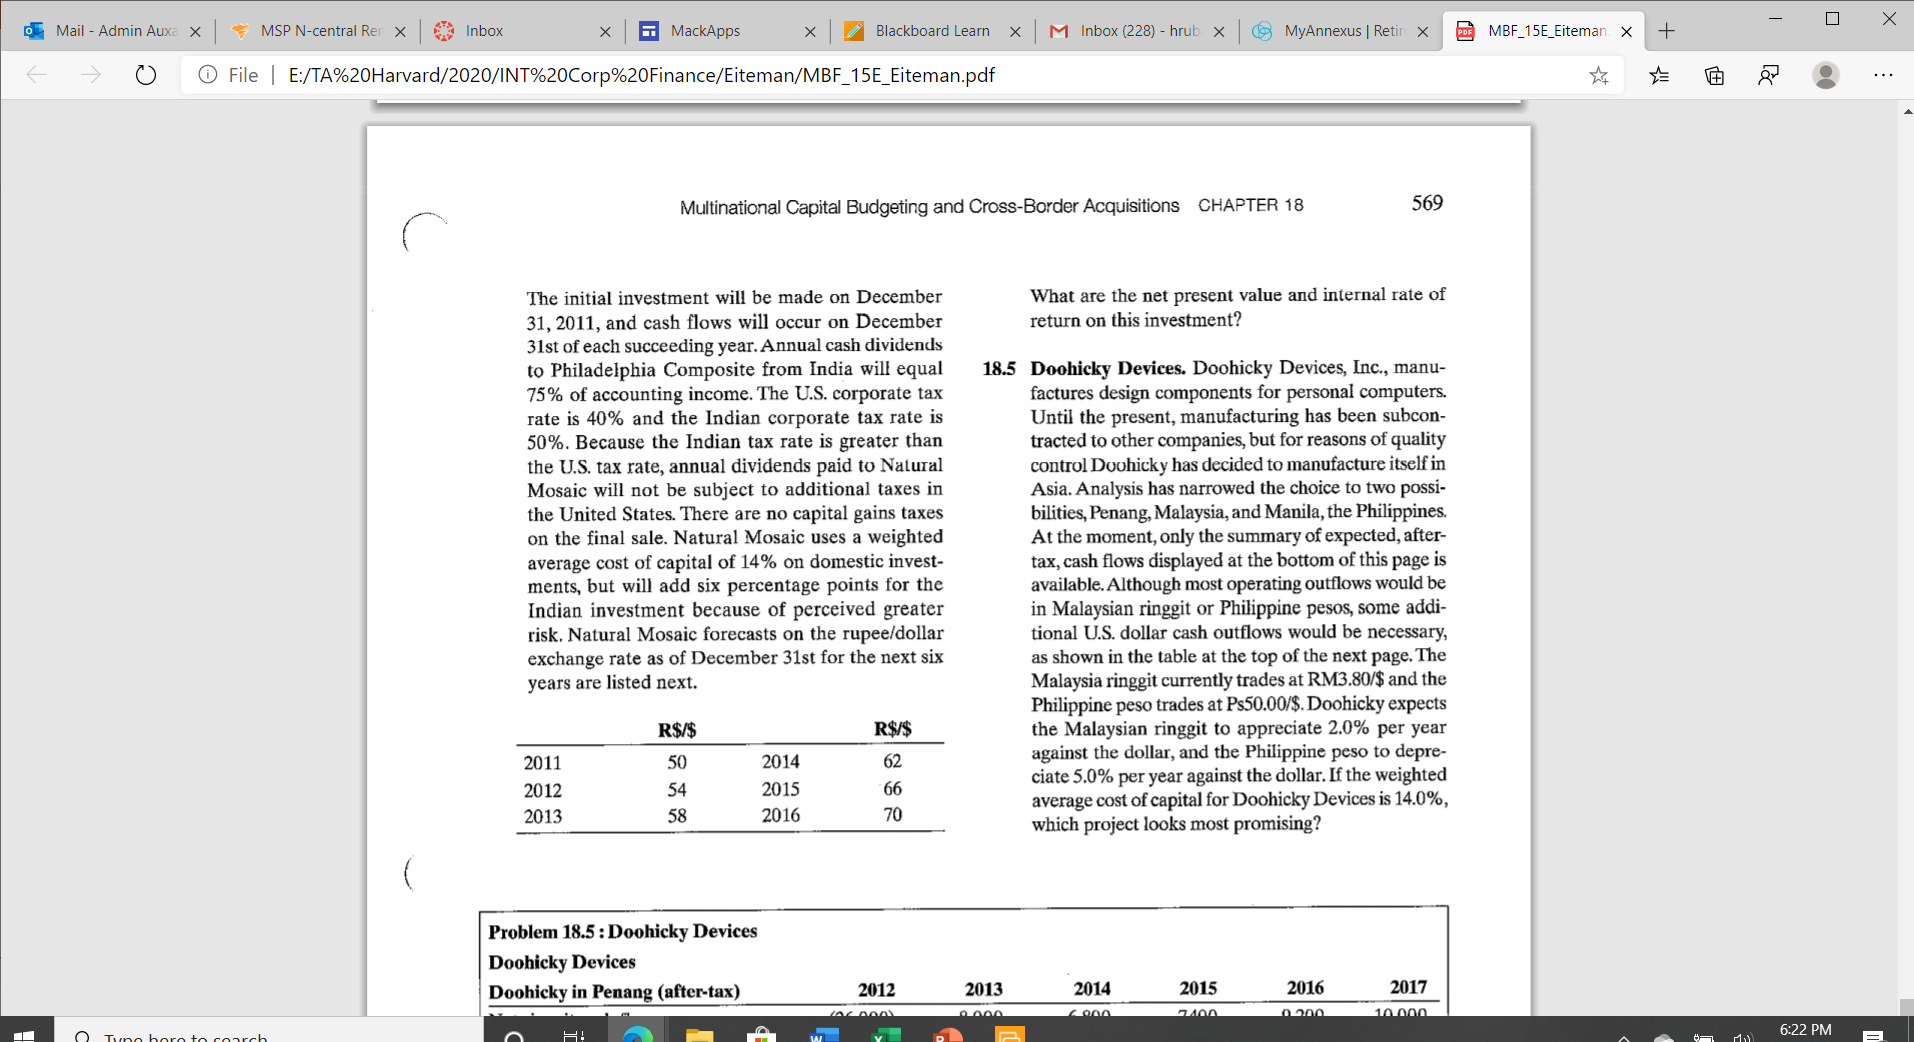 Mail - Admin Auxa
MSP N-central Rem
Inbox
MackApps
Blackboard Learn
Inbox (228) - hrub
MyAnnexus | Retir
MBF_15E_Eiteman.
File
E:/TA%20Harvard/2020/INT%20Corp%20Finance/Eiteman/MBF_15E_Eiteman.pdf
Multinational Capital Budgeting and Cross-Border Acquisitions CHAPTER 18 569
The initial investment will be made on December
31, 2011, and cash flows will occur on December
31st of each succeeding year. Annual cash dividends
to Philadelphia Composite from India will equal
75% of accounting income. The U.S. corporate tax
rate is 40% and the Indian corporate tax rate is
50%. Because the Indian tax rate is greater than
the U.S. tax rate, annual dividends paid to Natural
Mosaic will not be subject to additional taxes in
the United States. There are no capital gains taxes
on the final sale. Natural Mosaic uses a weighted
average cost of capital of 14% on domestic invest-
ments, but will add six percentage points for the
Indian investment because of perceived greater
risk. Natural Mosaic forecasts on the rupee/dollar
exchange rate as of December 31st for the next six
years are listed next.
R$/$ R$/$
2011 50 2014 62
2012 54 2015 66
2013 58 2016 70
What are the net present value and internal rate of
return on this investment?
18.5 Doohicky Devices. Doohicky Devices, Inc., manu-
factures design components for personal computers.
Until the present, manufacturing has been subcon-
tracted to other companies, but for reasons of quality
control Doohicky has decided to manufacture itself in
Asia. Analysis has narrowed the choice to two possi-
bilities, Penang, Malaysia, and Manila, the Philippines.
At the moment, only the summary of expected, after-
tax, cash flows displayed at the bottom of this page is
available. Although most operating outflows would be
in Malaysian ringgit or Philippine pesos, some addi-
tional U.S. dollar cash outflows would be necessary,
as shown in the table at the top of the next page. The
Malaysia ringgit currently trades at RM3.80/$ and the
Philippine peso trades at Ps50.00/$. Doohicky expects
the Malaysian ringgit to appreciate 2.0% per year
against the dollar, and the Philippine peso to depre-
ciate 5.0% per year against the dollar. If the weighted
average cost of capital for Doohicky Devices is 14.0%,
which project looks most promising?
Problem 18.5 : Doohicky Devices
Doohicky Devices
Doohicky in Penang (after-tax) 2012 2013 2014 2015 2016 2017
(26,000) 8,000 6,800 7,400 9,200 10,000
Type here to search
6:22 PM